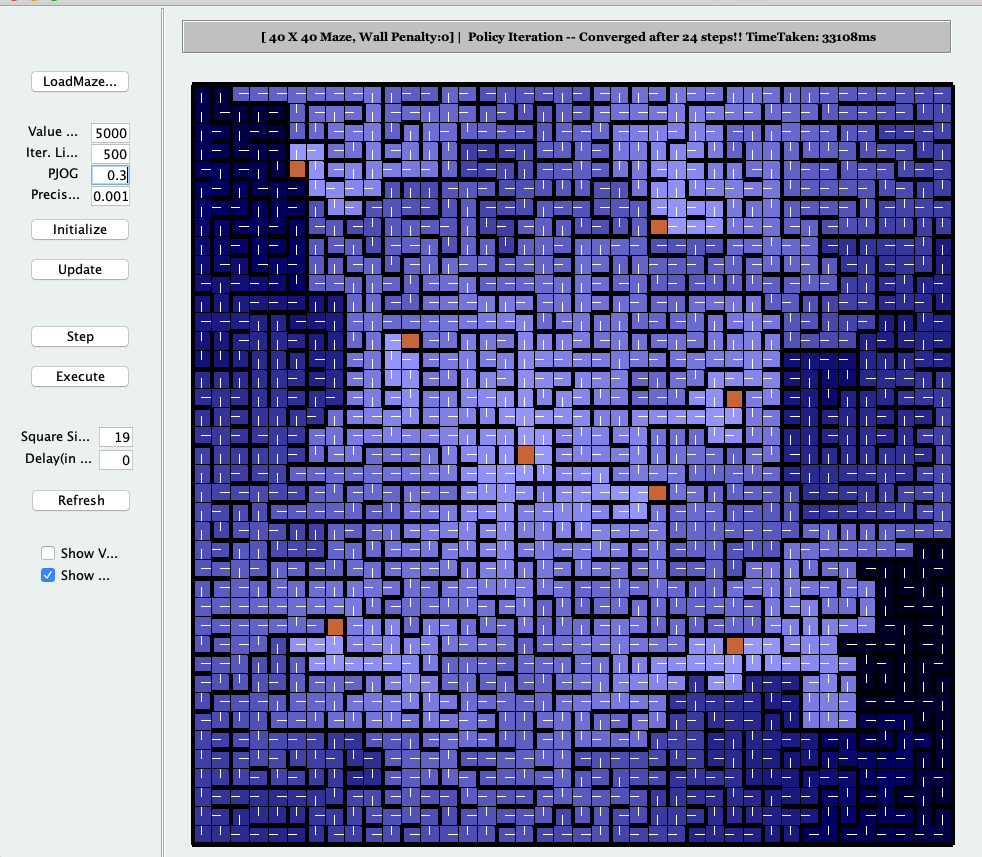 [ 40 X 40 Maze, Wall Penalty:0] | Policy Iteration -- Converged after 24 steps!! TimeTaken: 33108ms
LoadMaze...
Value ... 5000
Iter. Li... 500
PJOG 0.3
Precis... 0.001
Initialize
Update
Step
Execute
Square Si... 19
Delay(in ... 0
Refresh
Show V...
Show ...